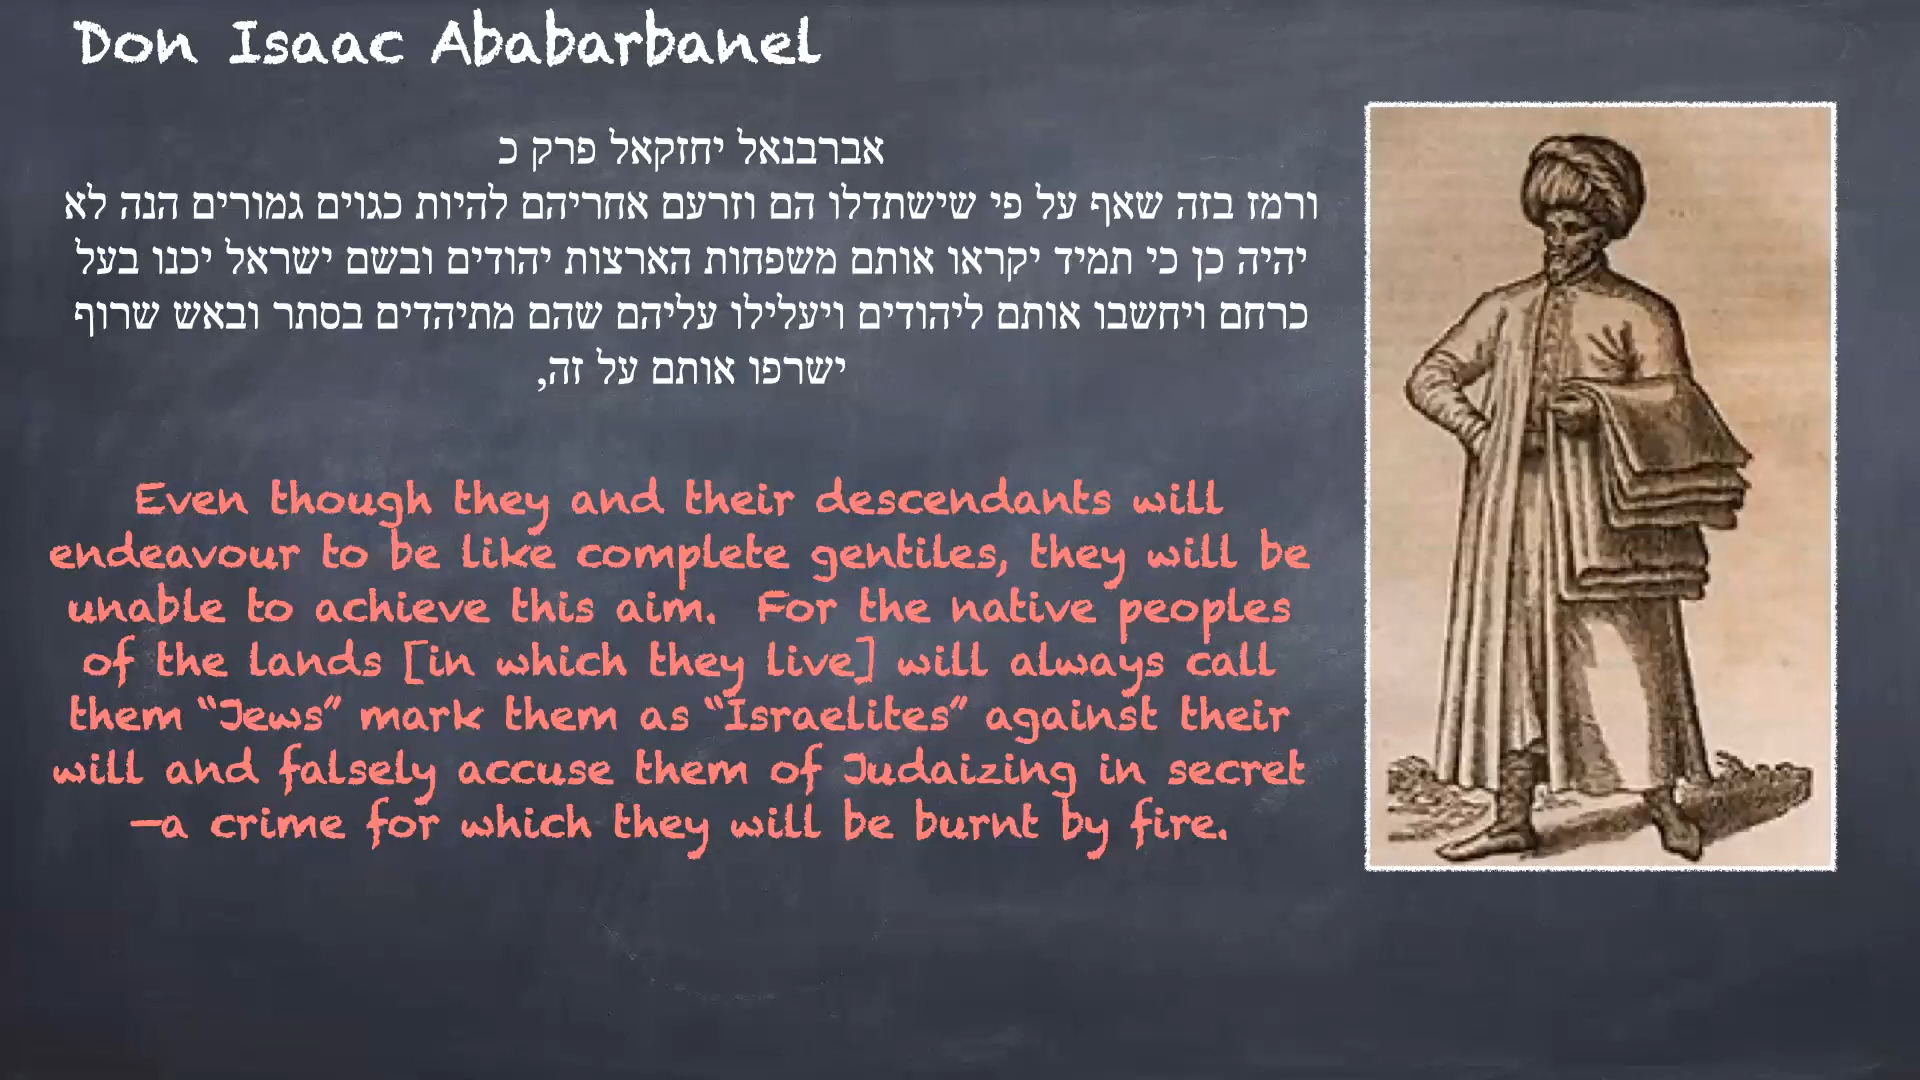 Don Isaac Ababarbanel
אברבנאל יחזקאל פרק כ
ורמז בזה שאף על פי שישתדלו הם וזרעם אחריהם להיות כגוים גמורים הנה לא
יהיה כן כי תמיד יקראו אותם משפחות הארצות יהודים ובשם ישראל יכנו בעל
כרחם ויחשבו אותם ליהודים ויעלילו עליהם שהם מתיהדים בסתר ובאש שרוף
ישרפו אותם על זה,
Even though they and their descendants will
endeavour to be like complete gentiles, they will be
unable to achieve this aim.  For the native peoples
of the lands [in which they live] will always call
them “Jews” mark them as “Israelites” against their
will and falsely accuse them of Judaizing in secret
—a crime for which they will be burnt by fire.